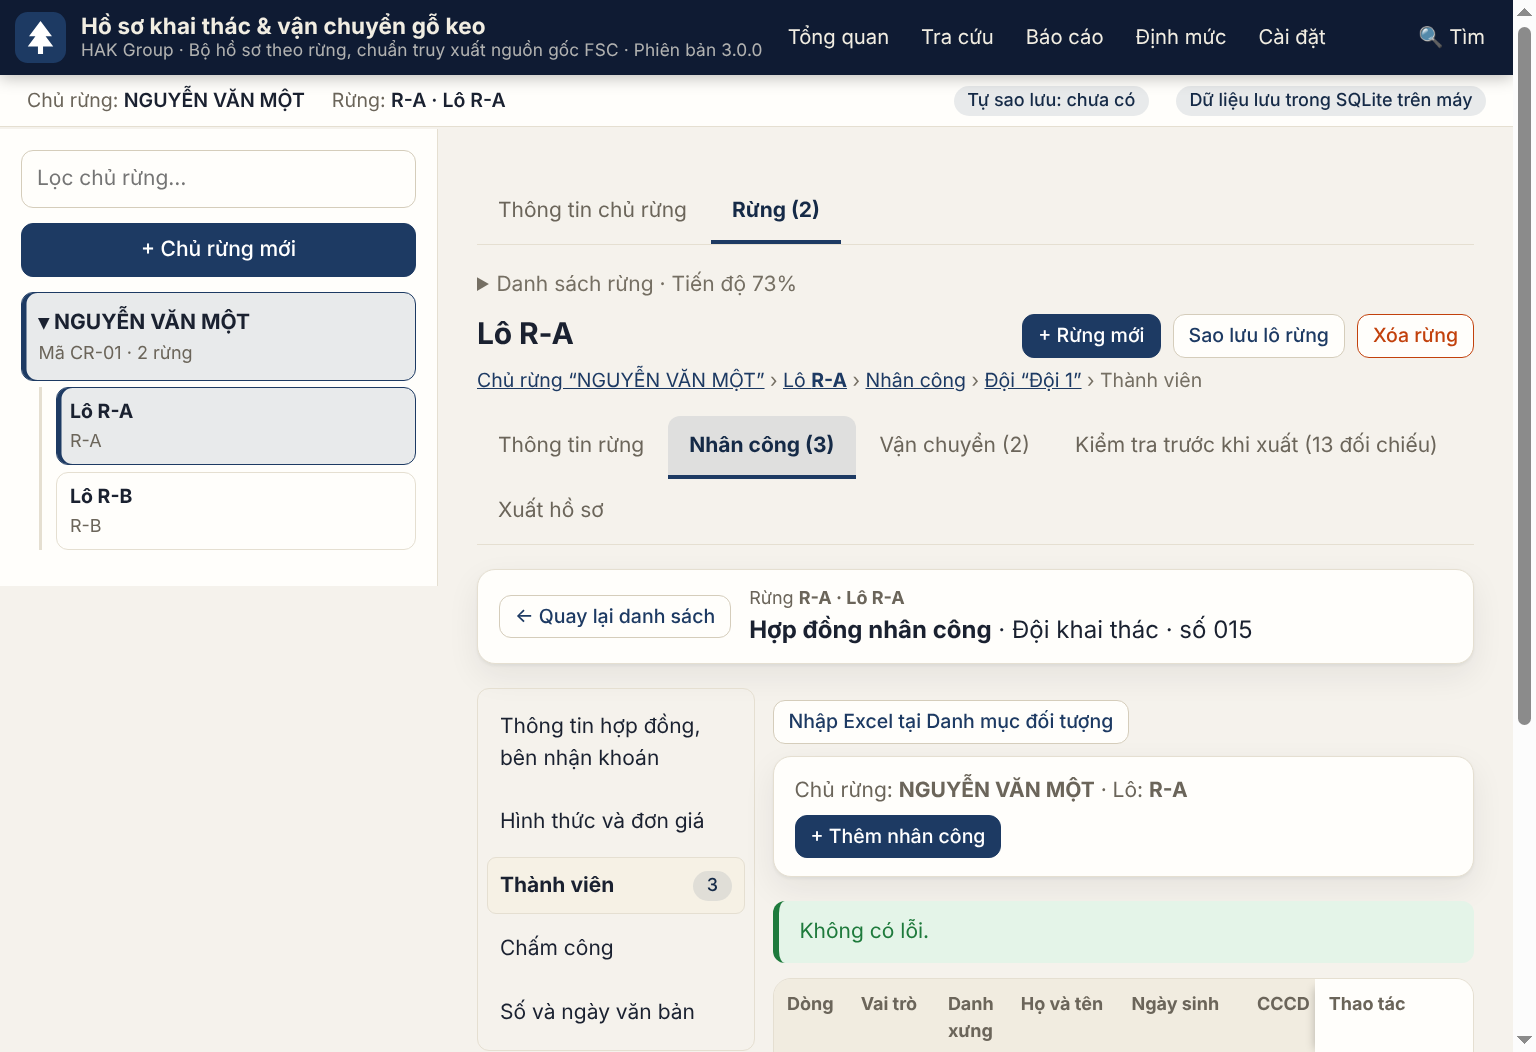 Hồ sơ khai thác & vận chuyển gỗ keo
HAK Group · Bộ hồ sơ theo rừng, chuẩn truy xuất nguồn gốc FSC · Phiên bản 3.0.0
Tổng quan
Tra cứu
Báo cáo
Định mức
Cài đặt
🔍 Tìm
Chủ rừng: NGUYỄN VĂN MỘT
Rừng: R-A · Lô R-A
Tự sao lưu: chưa có
Dữ liệu lưu trong SQLite trên máy
Lọc chủ rừng...
+ Chủ rừng mới
▾ NGUYỄN VĂN MỘT
Mã CR-01 · 2 rừng
Lô R-A
R-A
Lô R-B
R-B
Thông tin chủ rừng
Rừng (2)
▶ Danh sách rừng · Tiến độ 73%
Lô R-A
+ Rừng mới
Sao lưu lô rừng
Xóa rừng
Chủ rừng “NGUYỄN VĂN MỘT” › Lô R-A › Nhân công › Đội “Đội 1” › Thành viên
Thông tin rừng
Nhân công (3)
Vận chuyển (2)
Kiểm tra trước khi xuất (13 đối chiếu)
Xuất hồ sơ
← Quay lại danh sách
Rừng R-A · Lô R-A
Hợp đồng nhân công · Đội khai thác · số 015
Thông tin hợp đồng,
bên nhận khoán
Hình thức và đơn giá
Thành viên 3
Chấm công
Số và ngày văn bản
Nhập Excel tại Danh mục đối tượng
Chủ rừng: NGUYỄN VĂN MỘT · Lô: R-A
+ Thêm nhân công
Không có lỗi.
Dòng
Vai trò
Danh
xưng
Họ và tên
Ngày sinh
CCCD
Thao tác